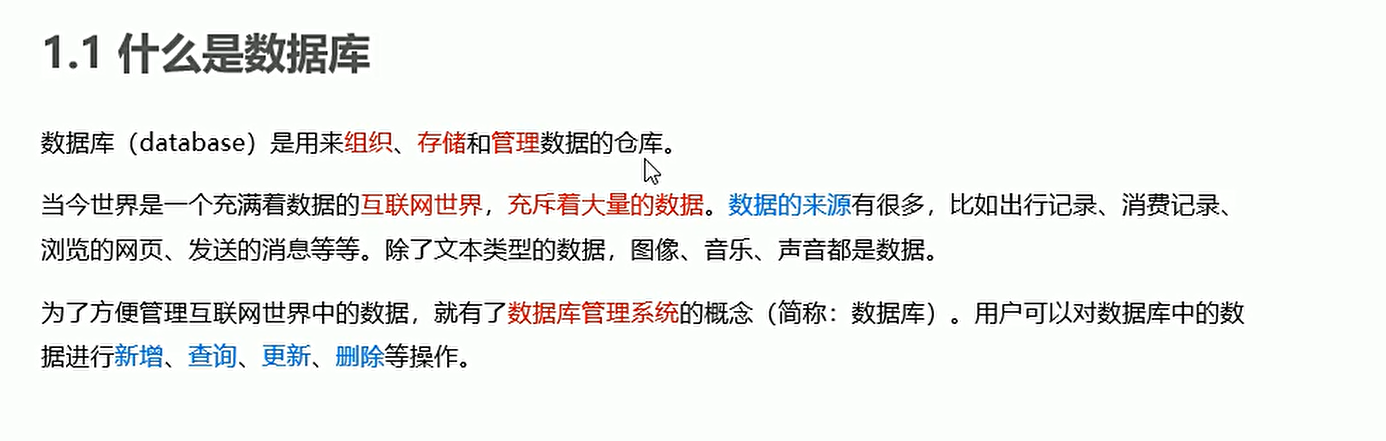 1.1 什么是数据库
数据库（database）是用来组织、存储和管理数据的仓库。
当今世界是一个充满着数据的互联网世界，充斥着大量的数据。数据的来源有很多，比如出行记录、消费记录、
浏览的网页、发送的消息等等。除了文本类型的数据，图像、音乐、声音都是数据。
为了方便管理互联网世界中的数据，就有了数据库管理系统的概念（简称：数据库）。用户可以对数据库中的数
据进行新增、查询、更新、删除等操作。